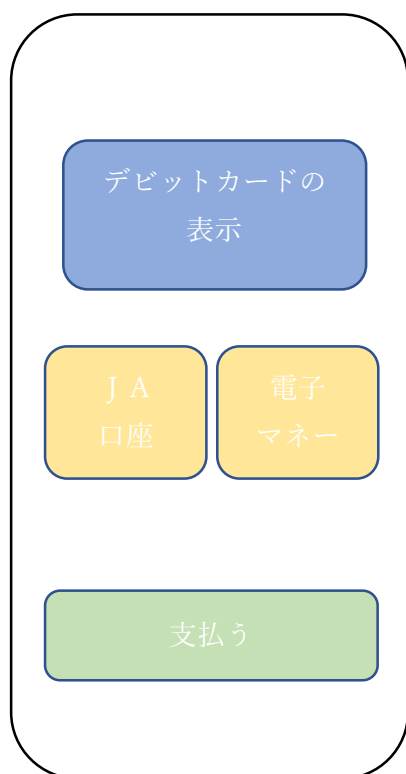 デビットカードの
表示
ＪＡ
口座
電子
マネー
支払う